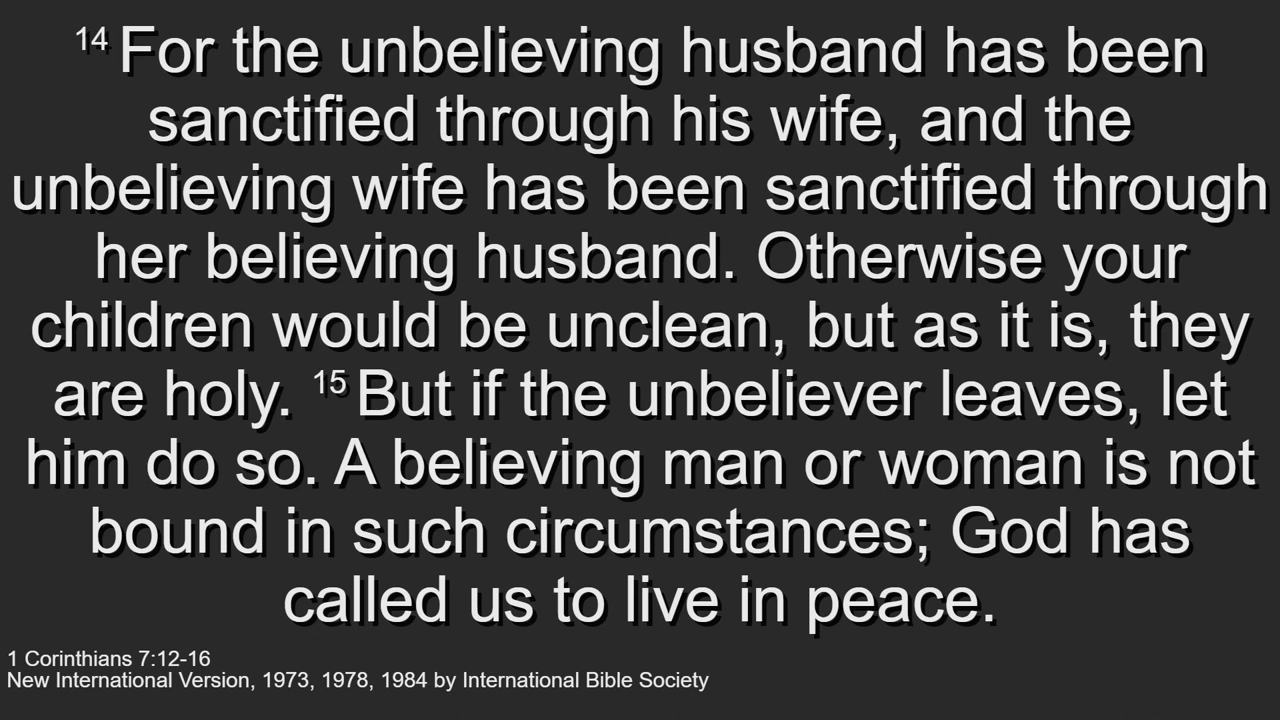 14 For the unbelieving husband has been
sanctified through his wife, and the
unbelieving wife has been sanctified through
her believing husband. Otherwise your
children would be unclean, but as it is, they
are holy. 15 But if the unbeliever leaves, let
him do so. A believing man or woman is not
bound in such circumstances; God has
called us to live in peace.
1 Corinthians 7:12-16
New International Version, 1973, 1978, 1984 by International Bible Society